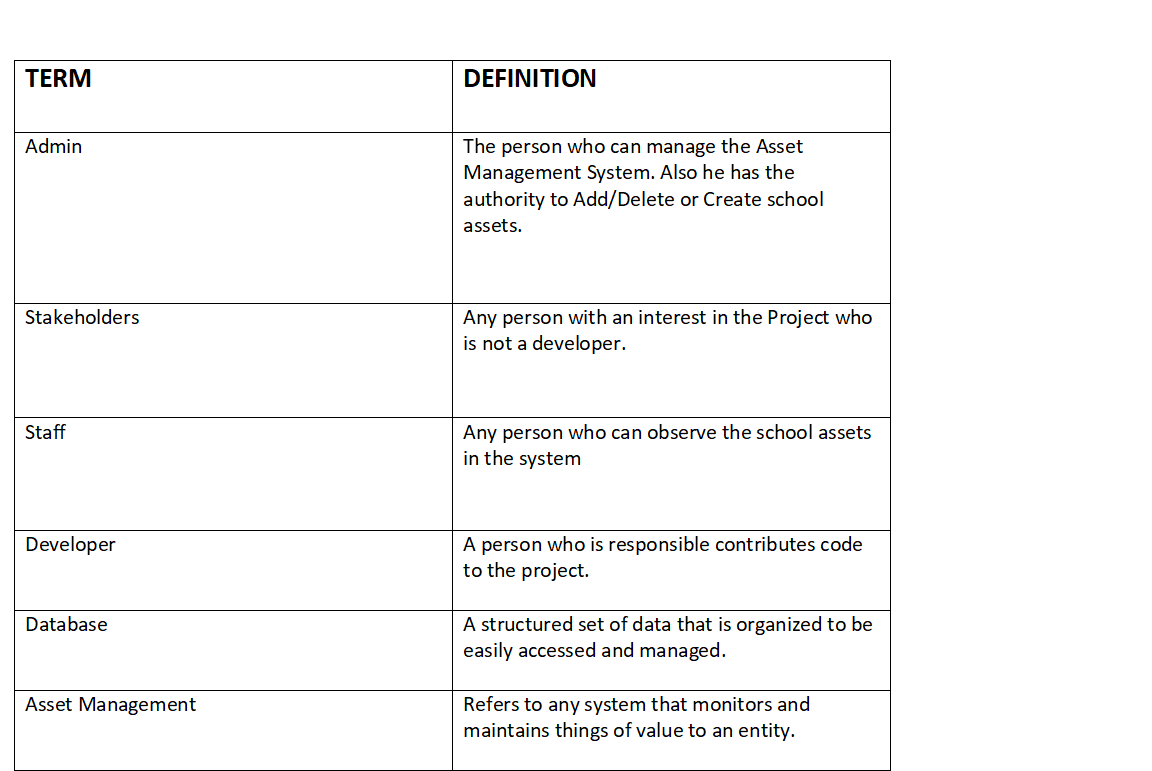 TERM
DEFINITION
Admin
The person who can manage the Asset
Management System. Also he has the
authority to Add/Delete or Create school
assets.
Stakeholders
Any person with an interest in the Project who
is not a developer.
Staff
Any person who can observe the school assets
in the system
Developer
A person who is responsible contributes code
to the project.
Database
A structured set of data that is organized to be
easily accessed and managed.
Asset Management
Refers to any system that monitors and
maintains things of value to an entity.